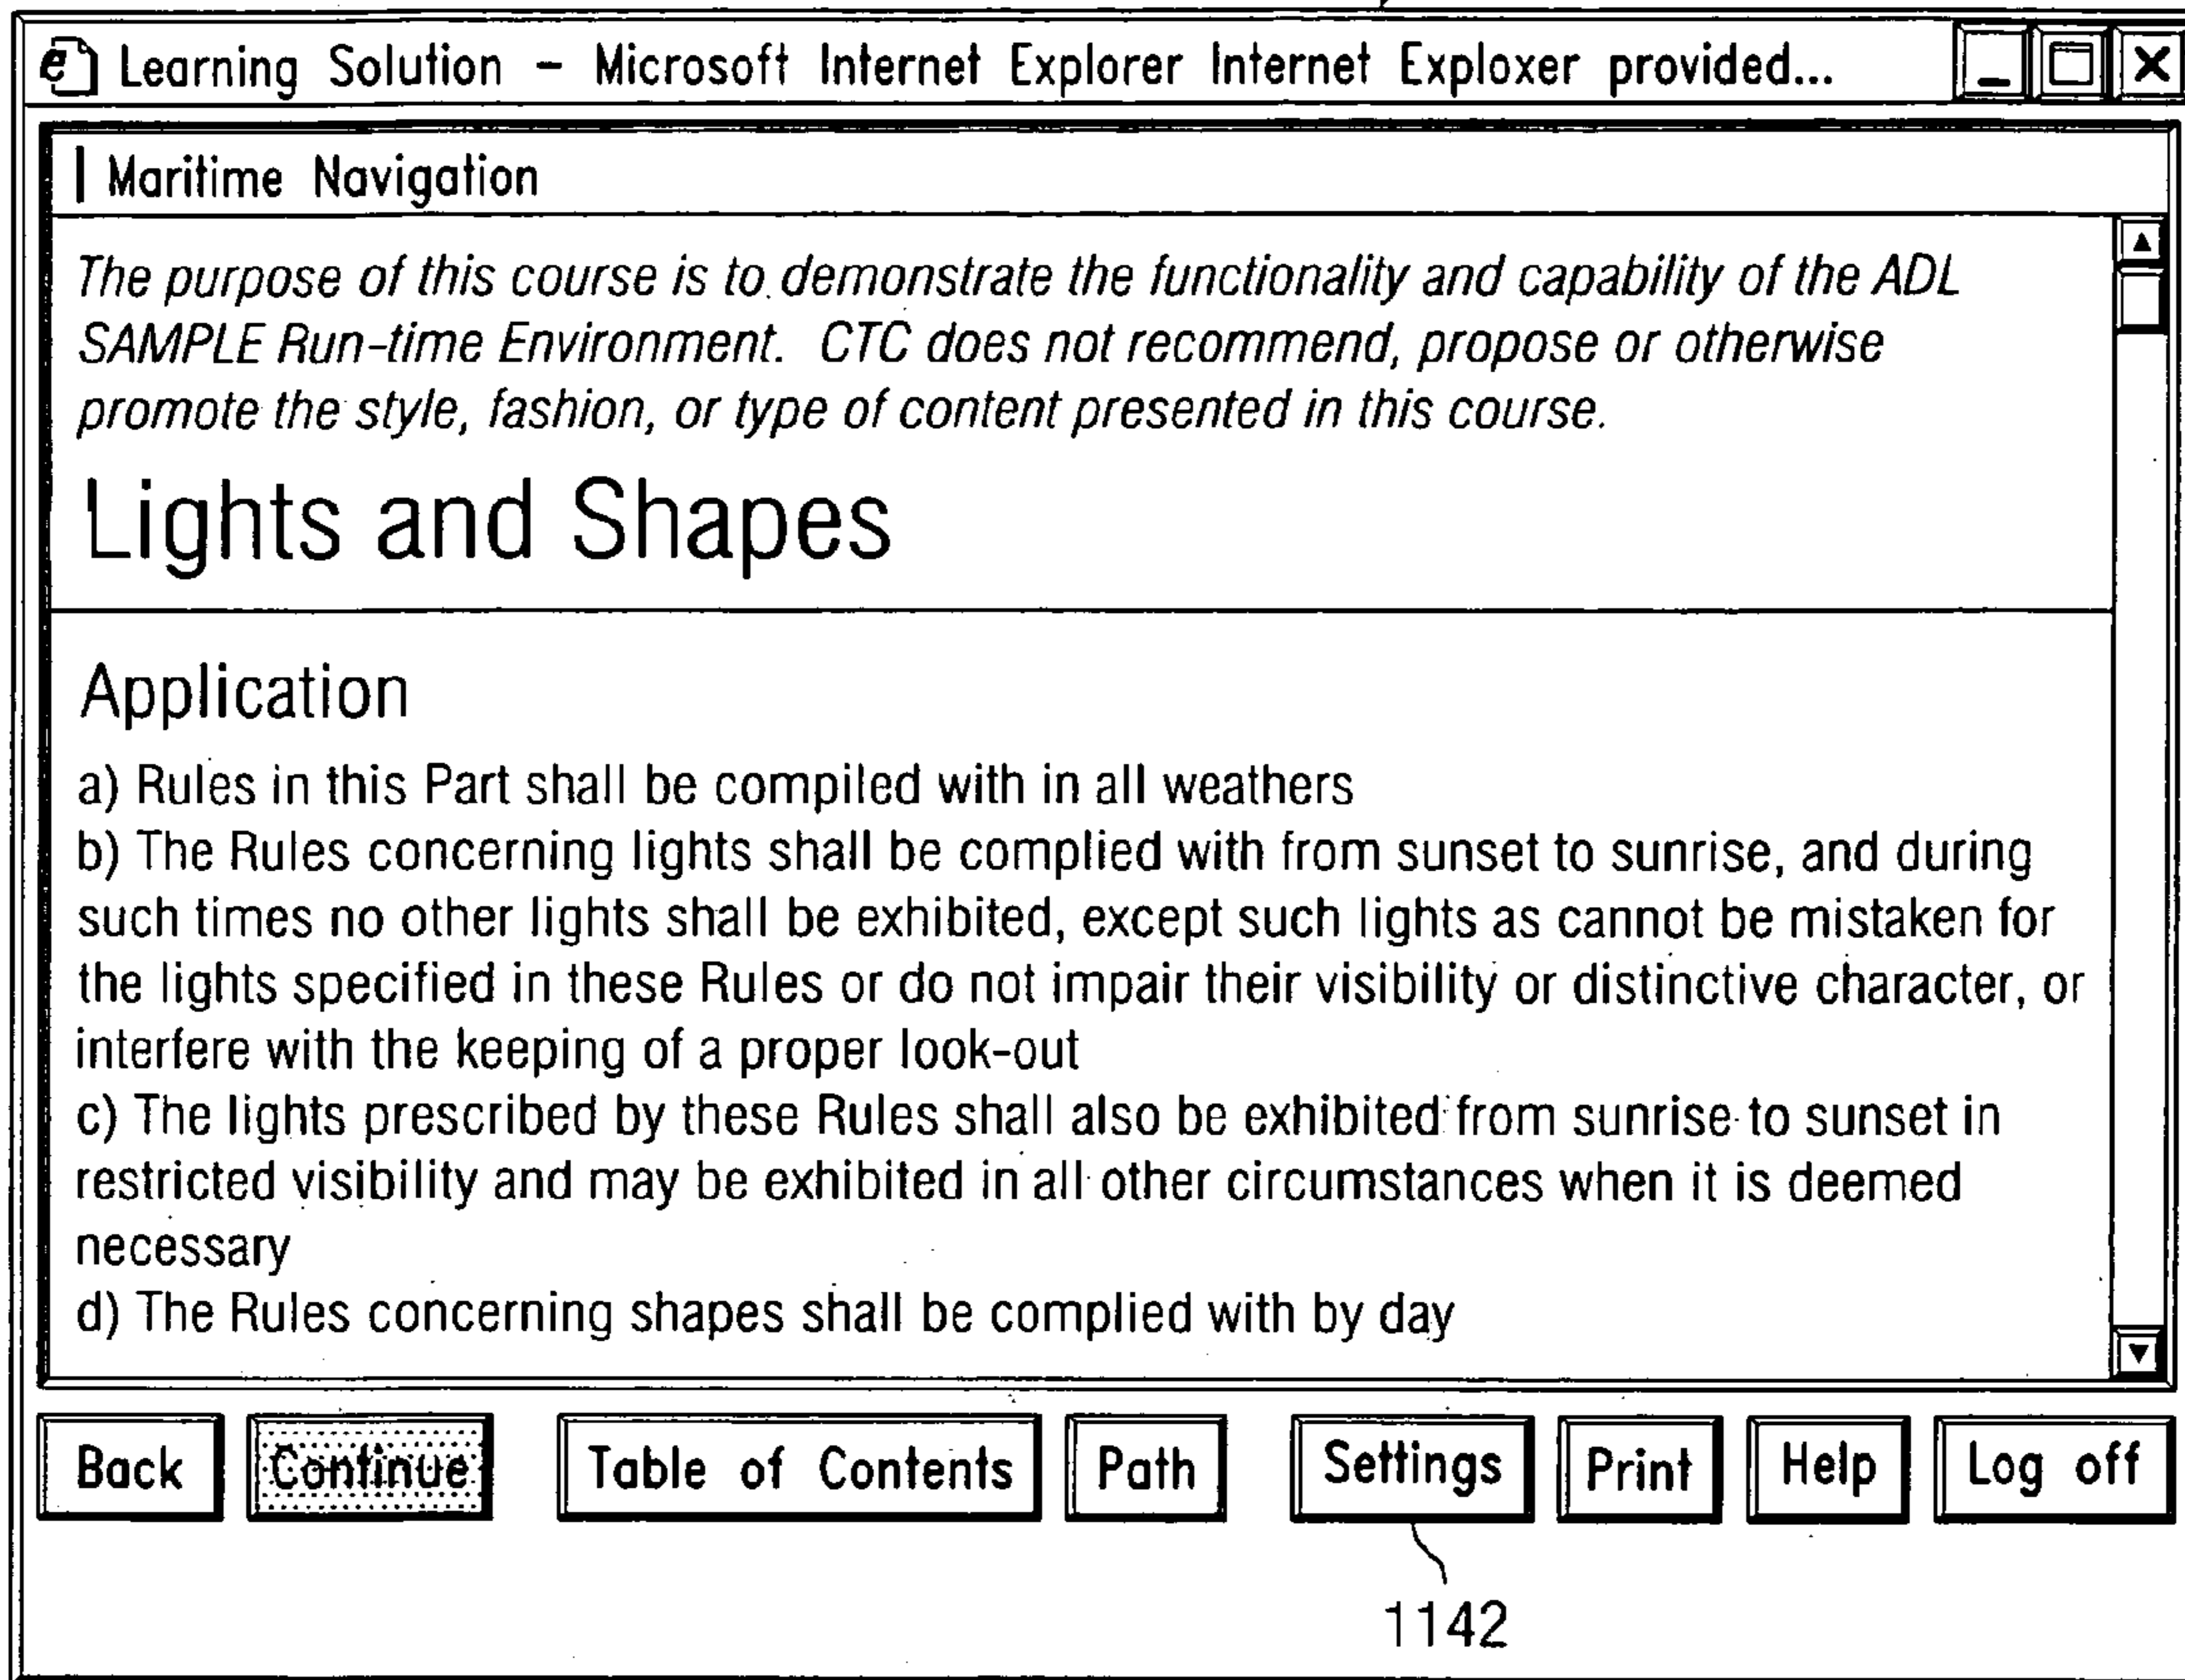 Learning Solution - Microsoft Internet Explorer Internet Exploxer provided...
Maritime Navigation
The purpose of this course is to demonstrate the functionality and capability of the ADL
SAMPLE Run-time Environment. CTC does not recommend, propose or otherwise
promote the style, fashion, or type of content presented in this course.
Lights and Shapes
Application
a) Rules in this Part shall be compiled with in all weathers
b) The Rules concerning lights shall be complied with from sunset to sunrise, and during
such times no other lights shall be exhibited, except such lights as cannot be mistaken for
the lights specified in these Rules or do not impair their visibility or distinctive character, or
interfere with the keeping of a proper look-out
c) The lights prescribed by these Rules shall also be exhibited from sunrise to sunset in
restricted visibility and may be exhibited in all other circumstances when it is deemed
necessary
d) The Rules concerning shapes shall be complied with by day
Back Continue Table of Contents Path Settings Print Help Log off
1142